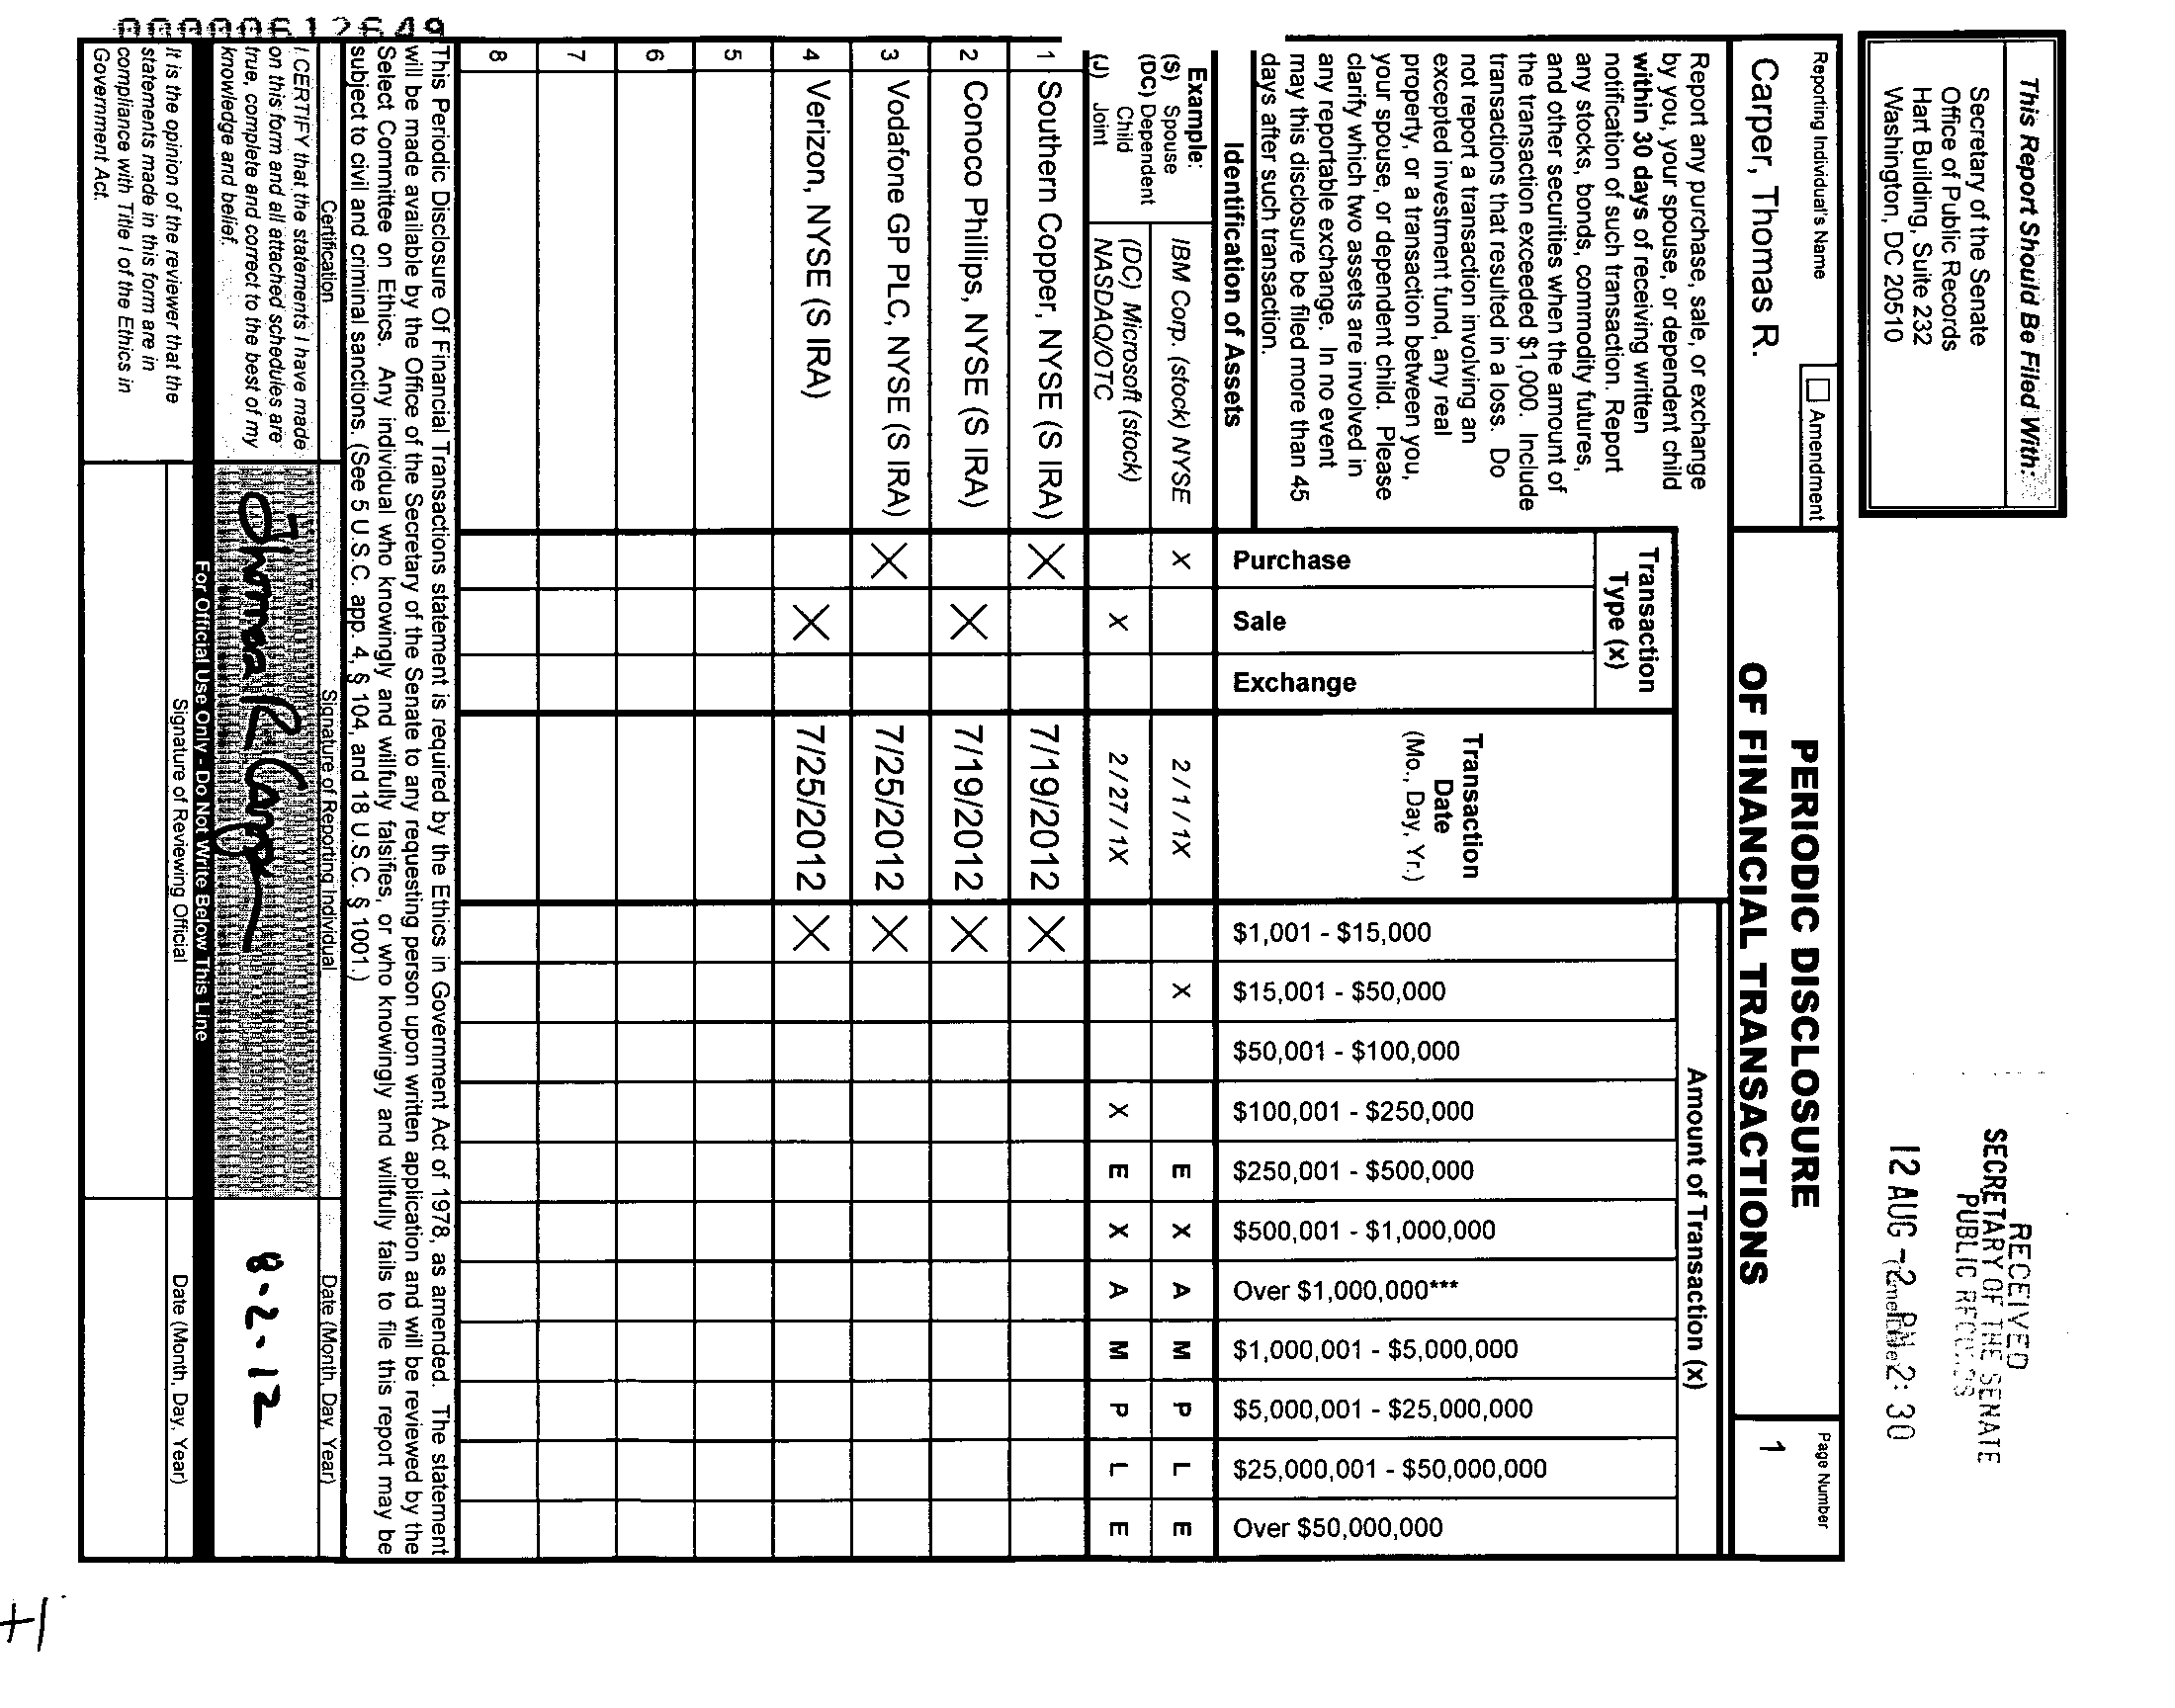 This Report Should Be Filed With:
Secretary of the Senate
Office of Public Records
Hart Building, Suite 232
Washington, DC 20510
RECEIVED
SECRETARY OF THE SENATE
PUBLIC RECORDS
12 AUG -2 PM 2:30
Reporting Individual's Name
Amendment
Carper, Thomas R.
PERIODIC DISCLOSURE
OF FINANCIAL TRANSACTIONS
Page Number
1
Report any purchase, sale, or exchange
by you, your spouse, or dependent child
within 30 days of receiving written
notification of such transaction. Report
any stocks, bonds, commodity futures,
and other securities when the amount of
the transaction exceeded $1,000. Include
transactions that resulted in a loss. Do
not report a transaction involving an
excepted investment fund, any real
property, or a transaction between you,
your spouse, or dependent child. Please
clarify which two assets are involved in
any reportable exchange. In no event
may this disclosure be filed more than 45
days after such transaction.
Identification of Assets
Transaction
Type (x)
Purchase
Sale
Exchange
Transaction
Date
(Mo., Day, Yr.)
Amount of Transaction (x)
$1,001 - $15,000
$15,001 - $50,000
$50,001 - $100,000
$100,001 - $250,000
$250,001 - $500,000
$500,001 - $1,000,000
Over $1,000,000***
$1,000,001 - $5,000,000
$5,000,001 - $25,000,000
$25,000,001 - $50,000,000
Over $50,000,000
Example:
(S) Spouse
(DC) Dependent
Child
(J) Joint
IBM Corp. (stock) NYSE X 2 / 1 / 1X X E X A M P L E
(DC) Microsoft (stock)
NASDAQ/OTC X 2 / 27 / 1X X E X A M P L E
1 Southern Copper, NYSE (S IRA) X 7/19/2012 X
2 Conoco Phillips, NYSE (S IRA) X 7/19/2012 X
3 Vodafone GP PLC, NYSE (S IRA) X 7/25/2012 X
4 Verizon, NYSE (S IRA) X 7/25/2012 X
5
6
7
8
This Periodic Disclosure Of Financial Transactions statement is required by the Ethics in Government Act of 1978, as amended. The statement
will be made available by the Office of the Secretary of the Senate to any requesting person upon written application and will be reviewed by the
Select Committee on Ethics. Any individual who knowingly and willfully falsifies, or who knowingly and willfully fails to file this report may be
subject to civil and criminal sanctions. (See 5 U.S.C. app. 4, § 104, and 18 U.S.C. § 1001.)
Certification
Signature of Reporting Individual
Date (Month, Day, Year)
I CERTIFY that the statements I have made
on this form and all attached schedules are
true, complete and correct to the best of my
knowledge and belief.
Thomas R Carper
8-2-12
For Official Use Only - Do Not Write Below This Line
It is the opinion of the reviewer that the
statements made in this form are in
compliance with Title I of the Ethics in
Government Act.
Signature of Reviewing Official
Date (Month, Day, Year)